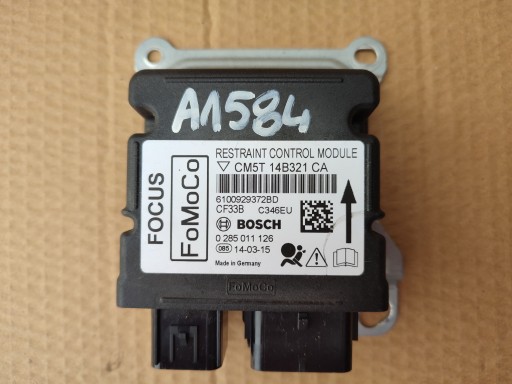 A1584
FOCUS
FoMoCo
RESTRAINT CONTROL MODULE
CM5T 14B321 CA
6100929372BD
CF33B C346EU
BOSCH
0 285 011 126
085 14-03-15
Made in Germany
FoMoCo